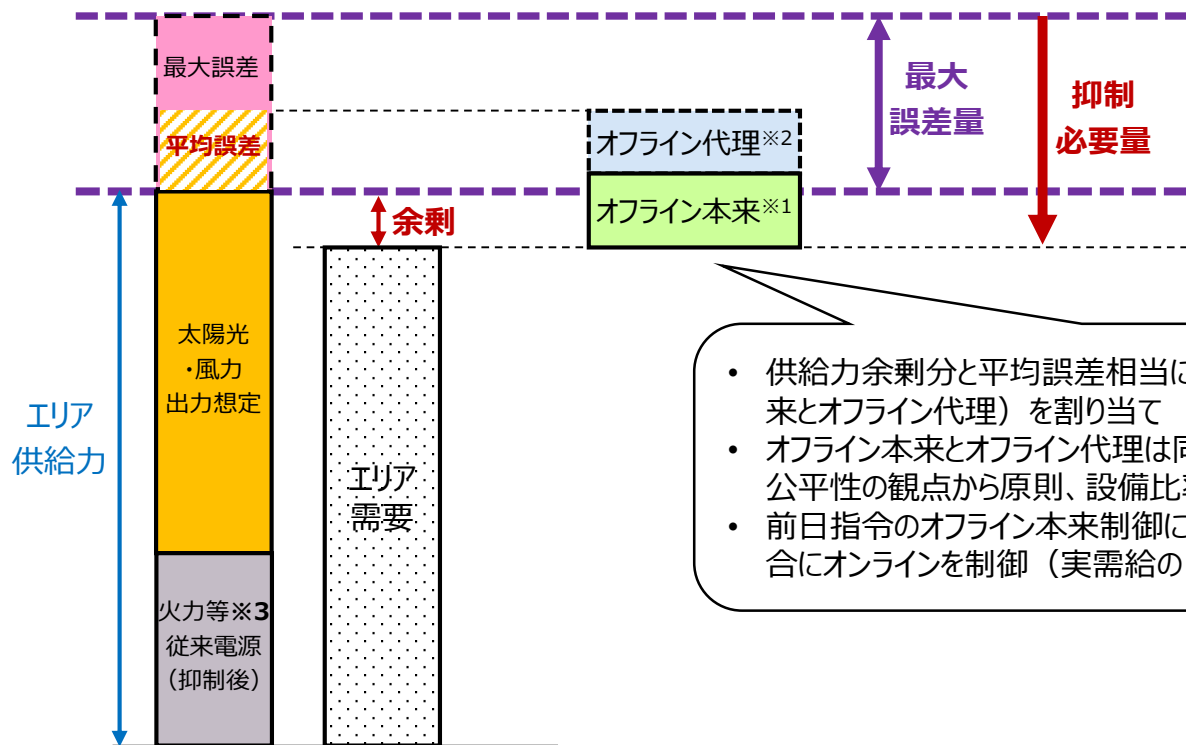 最大誤差
平均誤差
太陽光
・風力
出力想定
火力等※3
従来電源
（抑制後）
エリア
供給力
余剰
エリア
需要
オフライン代理※2
オフライン本来※1
最大
誤差量
抑制
必要量
• 供給力余剰分と平均誤差相当に
来とオフライン代理）を割り当て
• オフライン本来とオフライン代理は同
公平性の観点から原則、設備比率
• 前日指令のオフライン本来制御に
合にオンラインを制御（実需給の